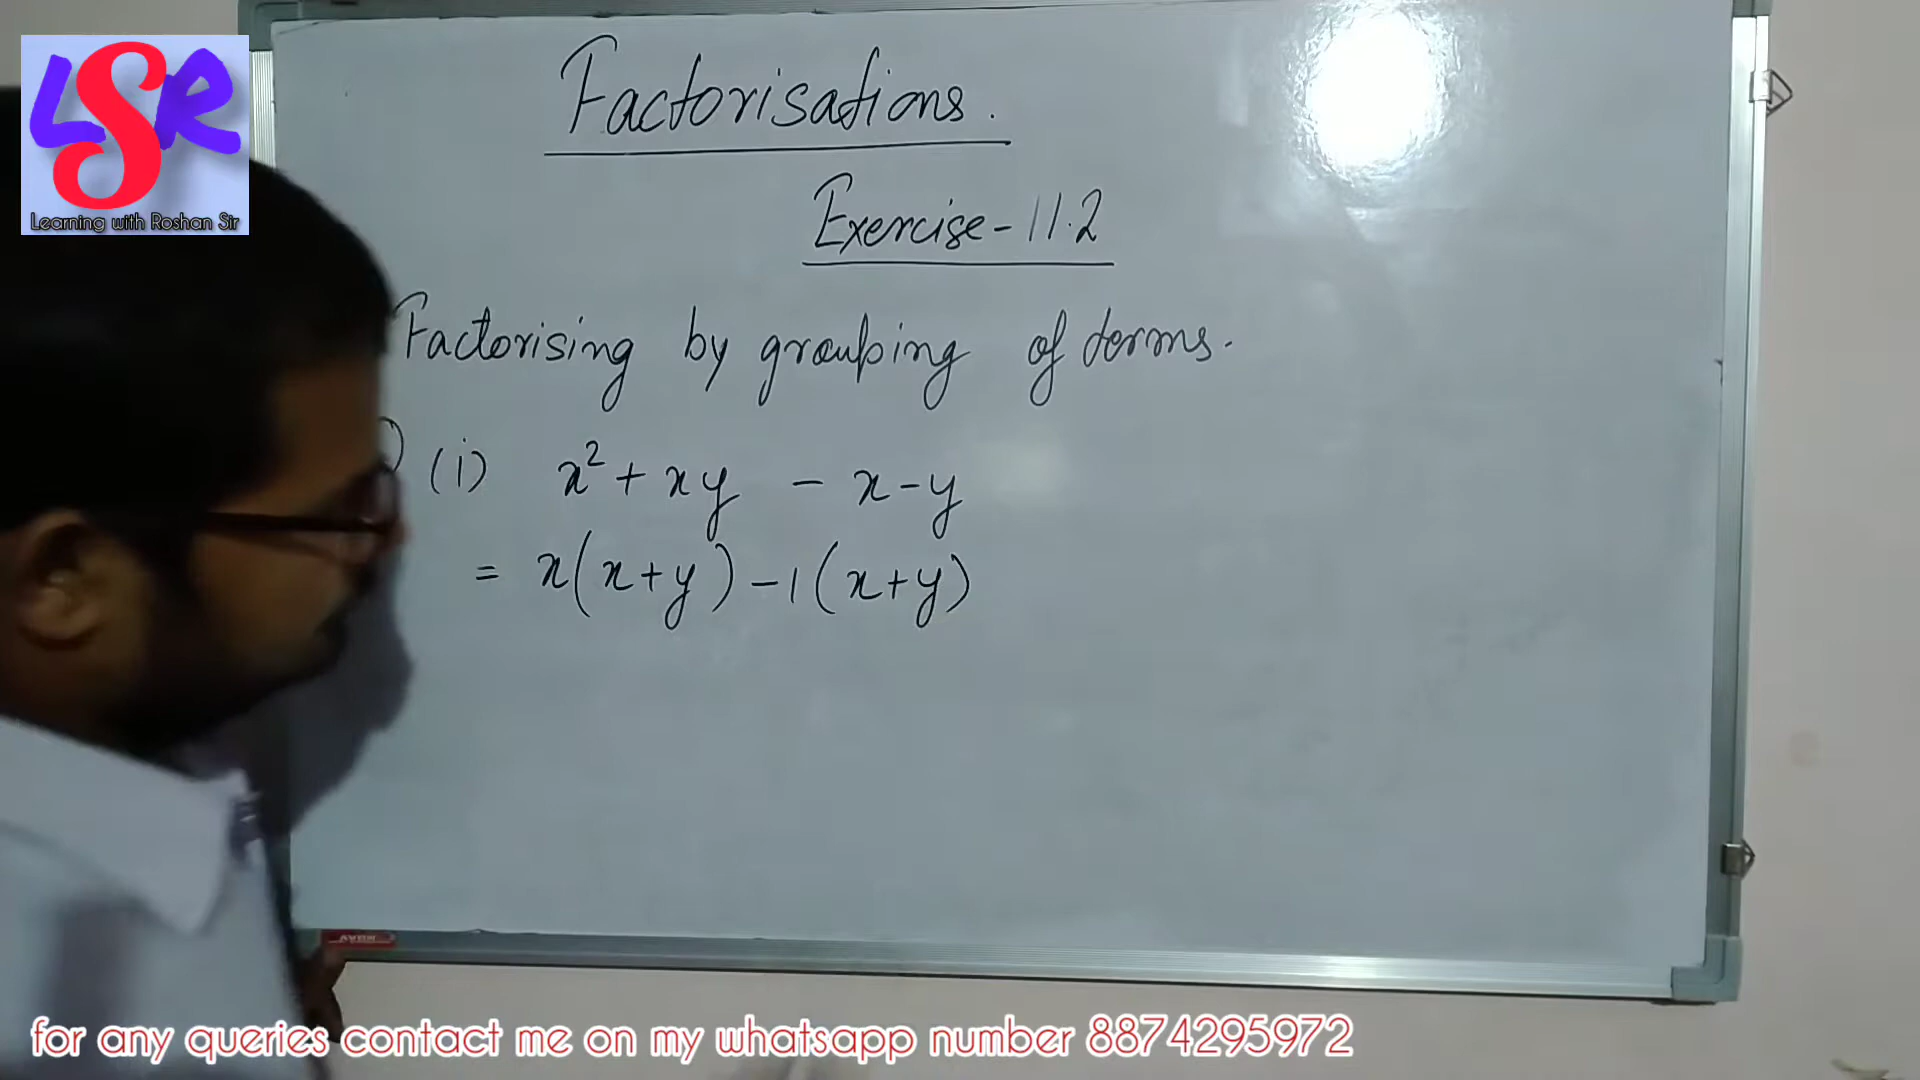 LSR
Learning with Roshan Sir
Factorisations.
Exercise-11.2
Factorising by grouping of terms.
) (i) x² + xy - x - y
= x(x+y) -1(x+y)
for any queries contact me on my whatsapp number 8874295972